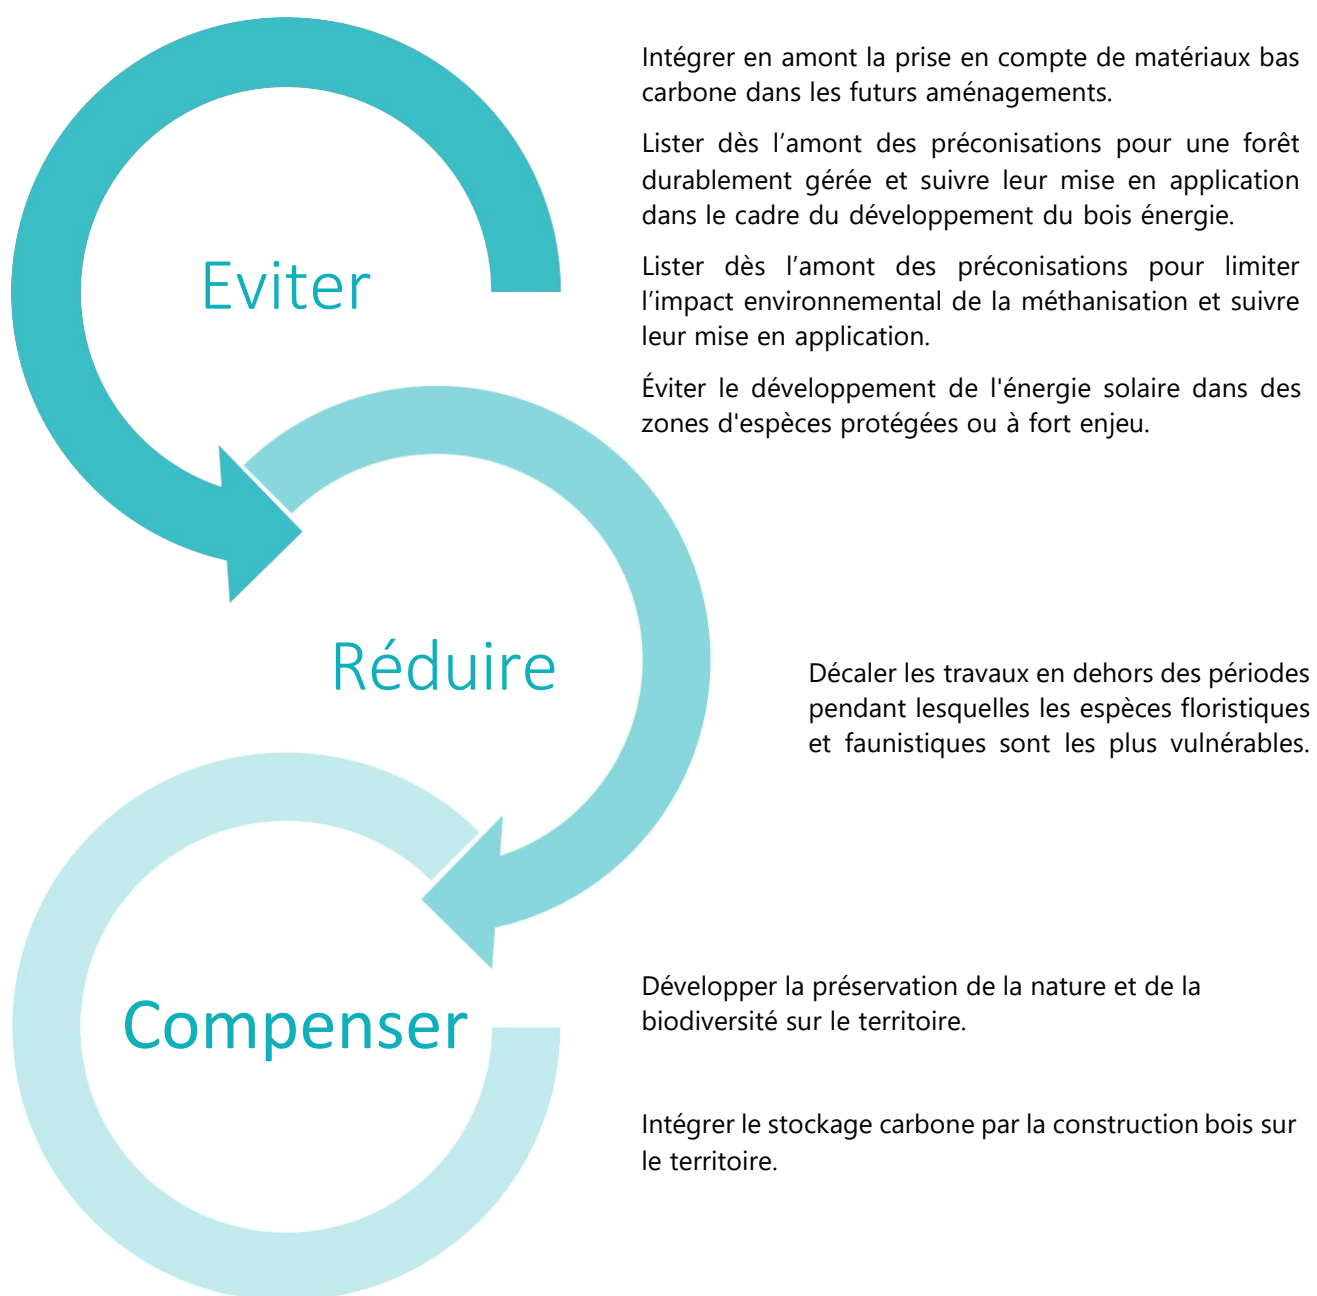 Intégrer en amont la prise en compte de matériaux bas
carbone dans les futurs aménagements.
Lister dès l’amont des préconisations pour une forêt
durablement gérée et suivre leur mise en application
dans le cadre du développement du bois énergie.
Eviter
Lister dès l’amont des préconisations pour limiter
l’impact environnemental de la méthanisation et suivre
leur mise en application.
Éviter le développement de l'énergie solaire dans des
zones d'espèces protégées ou à fort enjeu.
Réduire
Décaler les travaux en dehors des périodes
pendant lesquelles les espèces floristiques
et faunistiques sont les plus vulnérables.
Compenser
Développer la préservation de la nature et de la
biodiversité sur le territoire.
Intégrer le stockage carbone par la construction bois sur
le territoire.